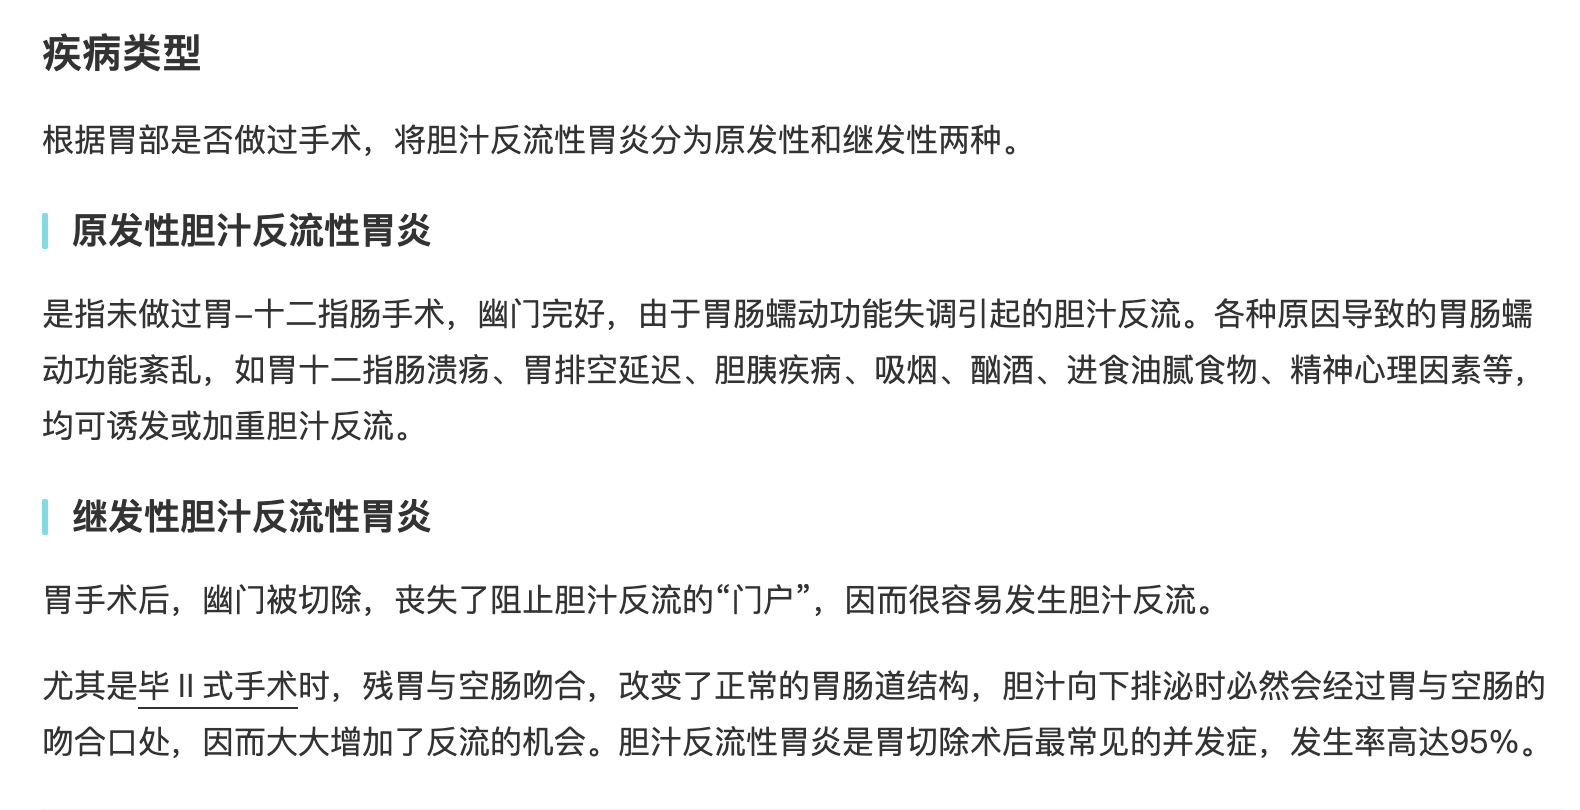 疾病类型
根据胃部是否做过手术，将胆汁反流性胃炎分为原发性和继发性两种。
原发性胆汁反流性胃炎
是指未做过胃–十二指肠手术，幽门完好，由于胃肠蠕动功能失调引起的胆汁反流。各种原因导致的胃肠蠕
动功能紊乱，如胃十二指肠溃疡、胃排空延迟、胆胰疾病、吸烟、酗酒、进食油腻食物、精神心理因素等，
均可诱发或加重胆汁反流。
继发性胆汁反流性胃炎
胃手术后，幽门被切除，丧失了阻止胆汁反流的“门户”，因而很容易发生胆汁反流。
尤其是毕Ⅱ式手术时，残胃与空肠吻合，改变了正常的胃肠道结构，胆汁向下排泌时必然会经过胃与空肠的
吻合口处，因而大大增加了反流的机会。胆汁反流性胃炎是胃切除术后最常见的并发症，发生率高达95%。